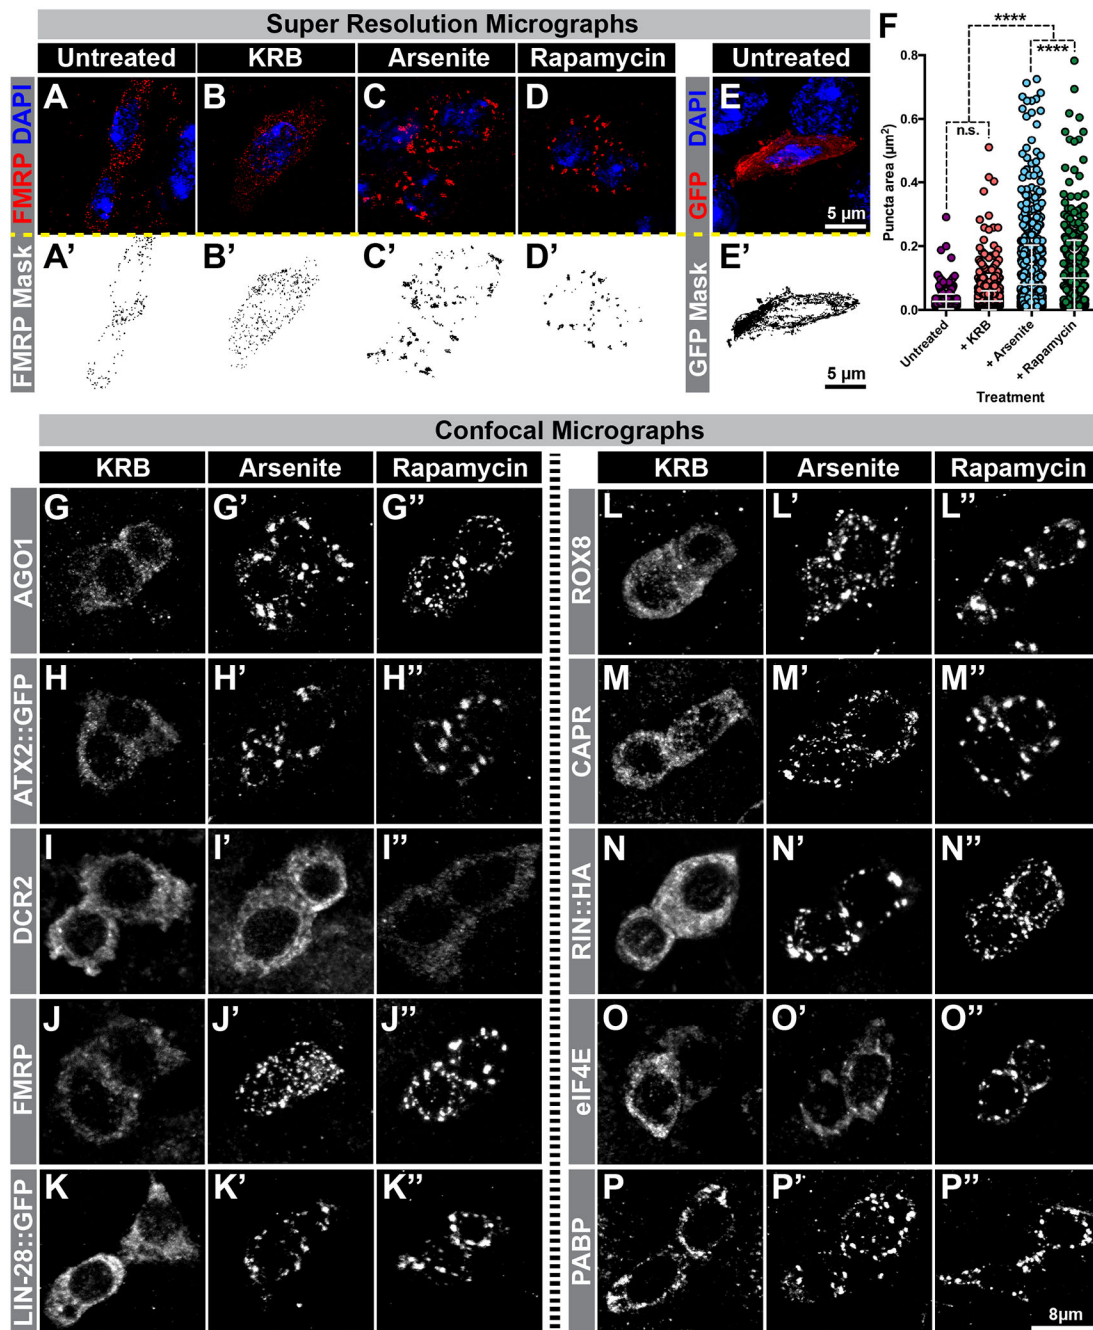 Super Resolution Micrographs
Untreated KRB Arsenite Rapamycin Untreated
FMRP DAPI
A B C D
GFP DAPI
E
5 µm
FMRP Mask
A' B' C' D'
GFP Mask
E'
5 µm
F
****
****
n.s.
Puncta area (µm²)
0.8
0.6
0.4
0.2
0.0
Untreated
+ KRB
+ Arsenite
+ Rapamycin
Treatment
Confocal Micrographs
KRB Arsenite Rapamycin KRB Arsenite Rapamycin
AGO1
G G' G"
ROX8
L L' L"
ATX2::GFP
H H' H"
CAPR
M M' M"
DCR2
I I' I"
RIN::HA
N N' N"
FMRP
J J' J"
eIF4E
O O' O"
LIN-28::GFP
K K' K"
PABP
P P' P"
8µm